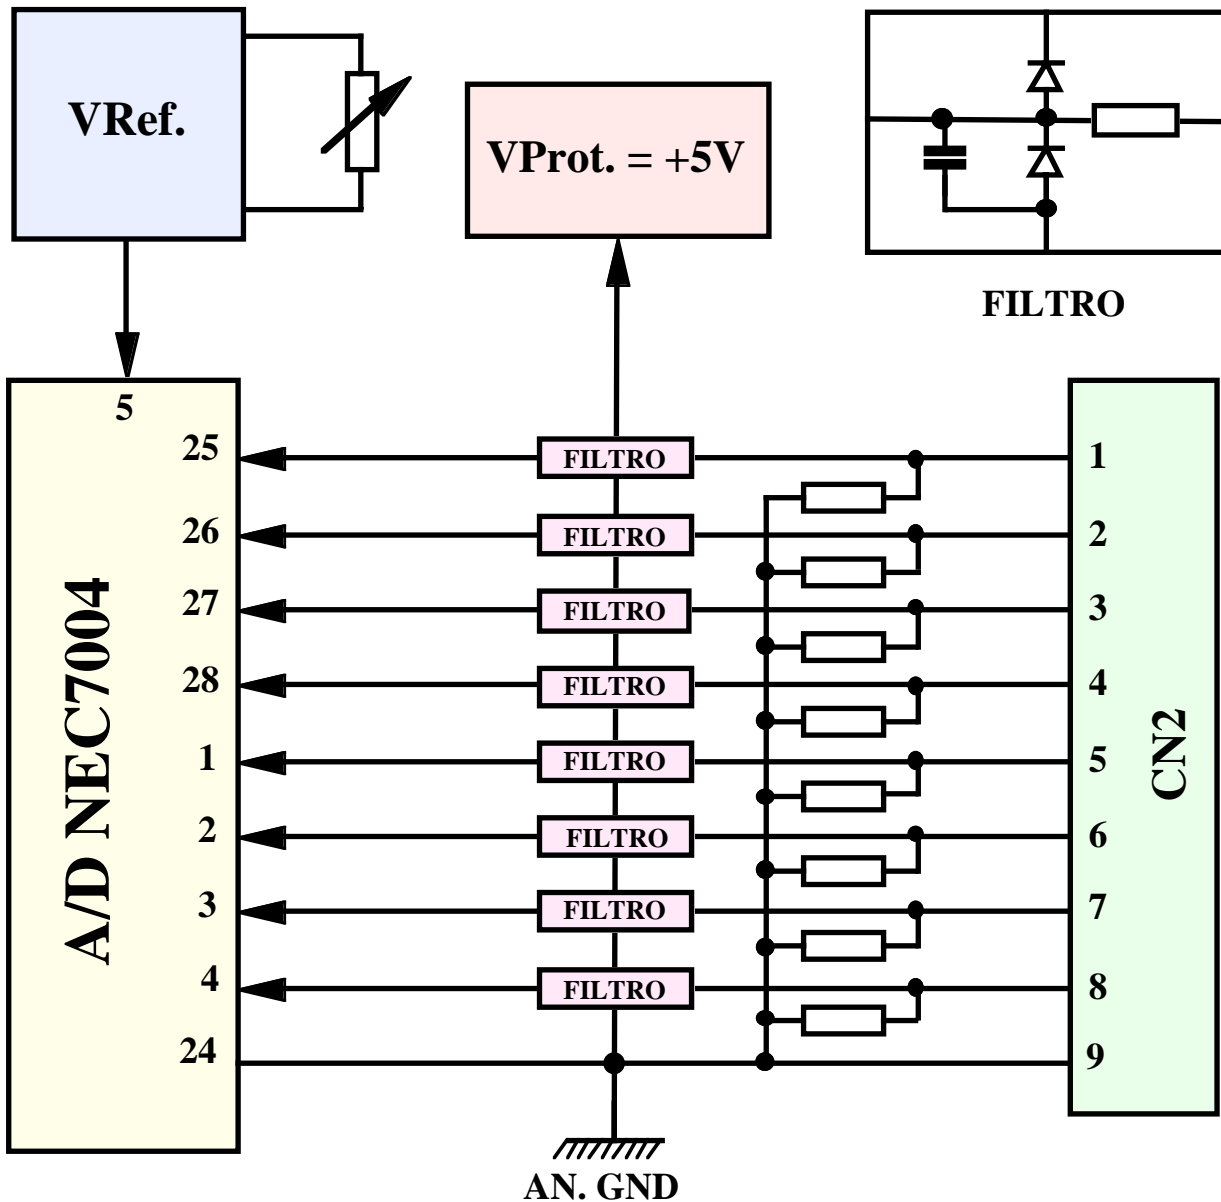 VRef.
VProt. = +5V
FILTRO
5
25
FILTRO
1
26
FILTRO
2
27
FILTRO
3
28
FILTRO
4
1
FILTRO
5
2
FILTRO
6
3
FILTRO
7
4
FILTRO
8
24
9
A/D NEC7004
CN2
AN. GND